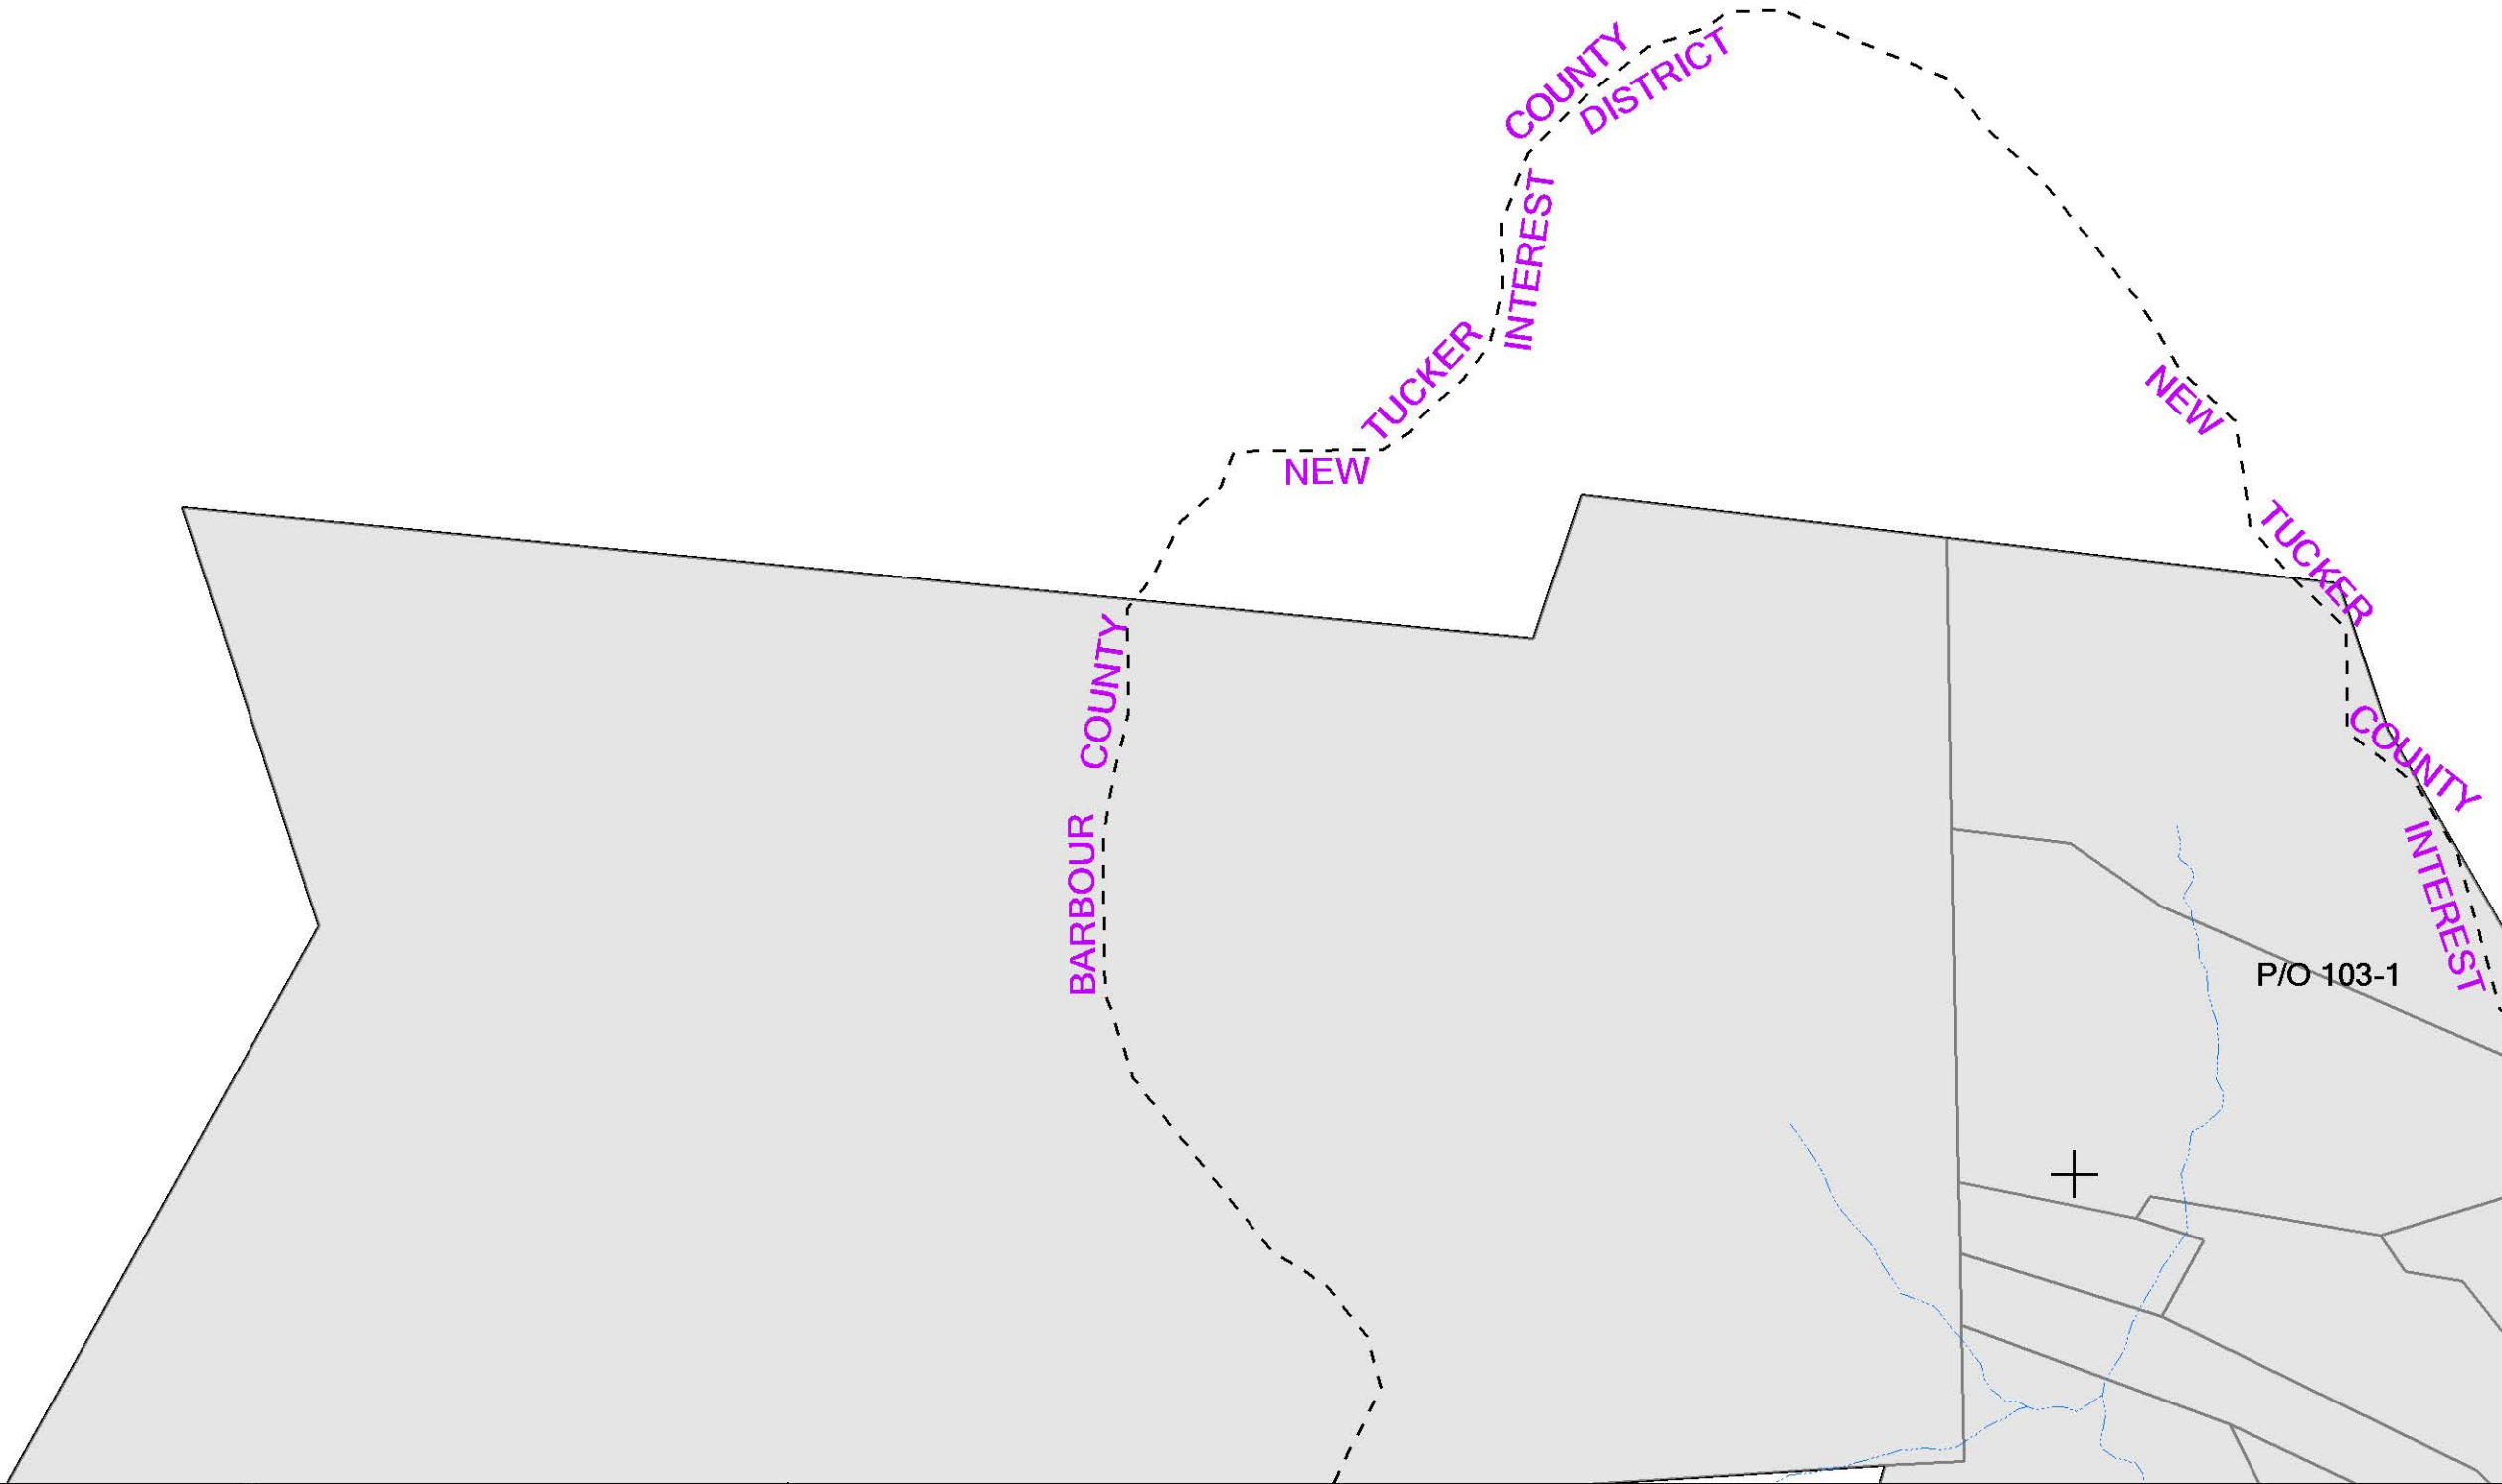 COUNTY
DISTRICT
INTEREST
TUCKER
NEW
NEW
TUCKER
COUNTY
INTEREST
BARBOUR COUNTY
P/O 103-1